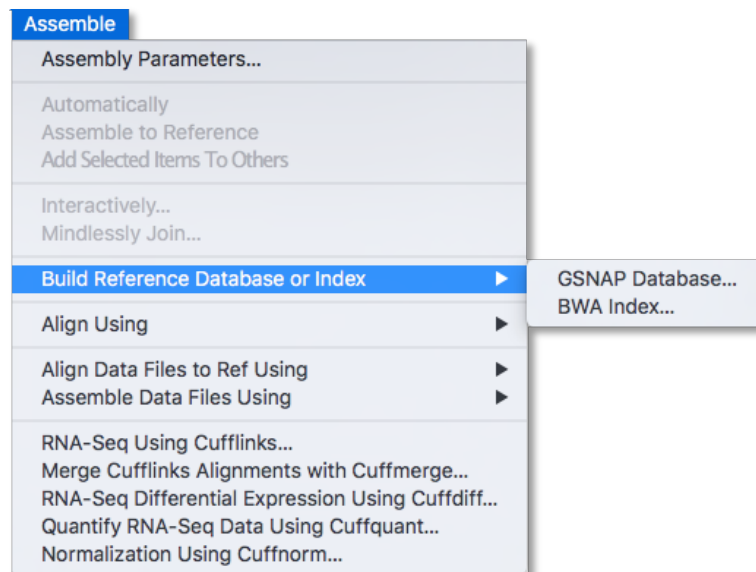 Assemble
Assembly Parameters...
Automatically
Assemble to Reference
Add Selected Items To Others
Interactively...
Mindlessly Join...
Build Reference Database or Index
GSNAP Database...
BWA Index...
Align Using
Align Data Files to Ref Using
Assemble Data Files Using
RNA-Seq Using Cufflinks...
Merge Cufflinks Alignments with Cuffmerge...
RNA-Seq Differential Expression Using Cuffdiff...
Quantify RNA-Seq Data Using Cuffquant...
Normalization Using Cuffnorm...